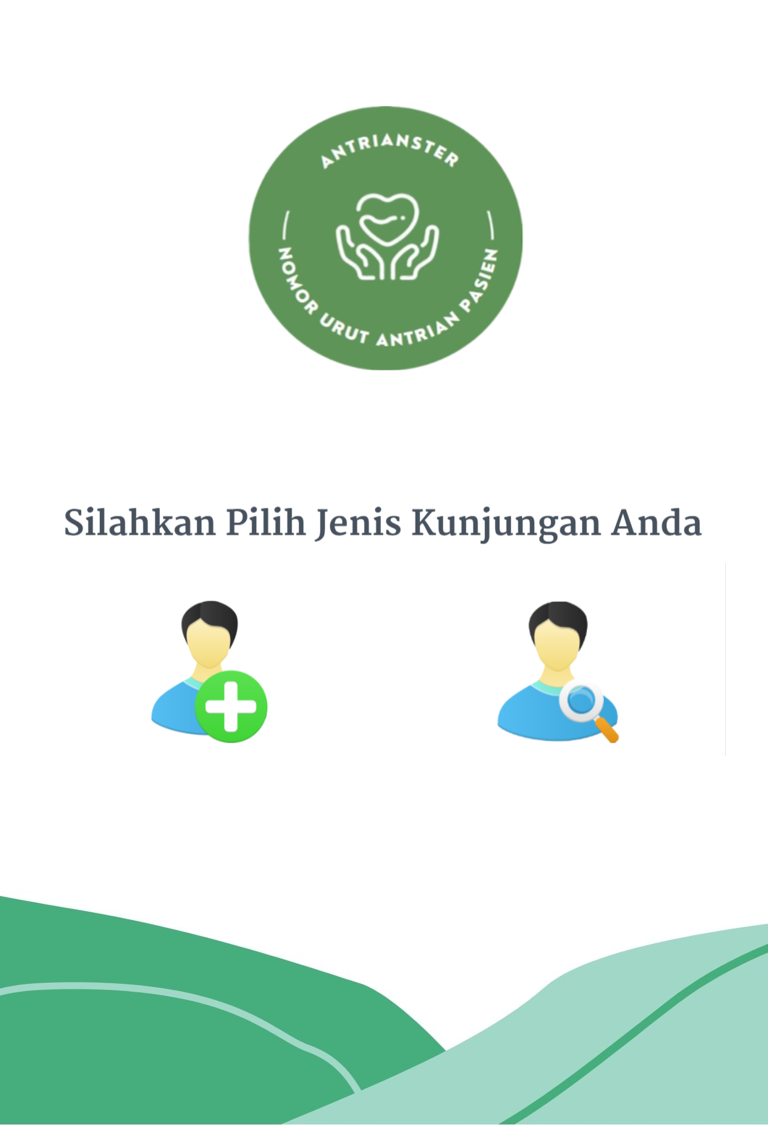 ANTRIANSTER
NOMOR URUT ANTRIAN PASIEN
Silahkan Pilih Jenis Kunjungan Anda